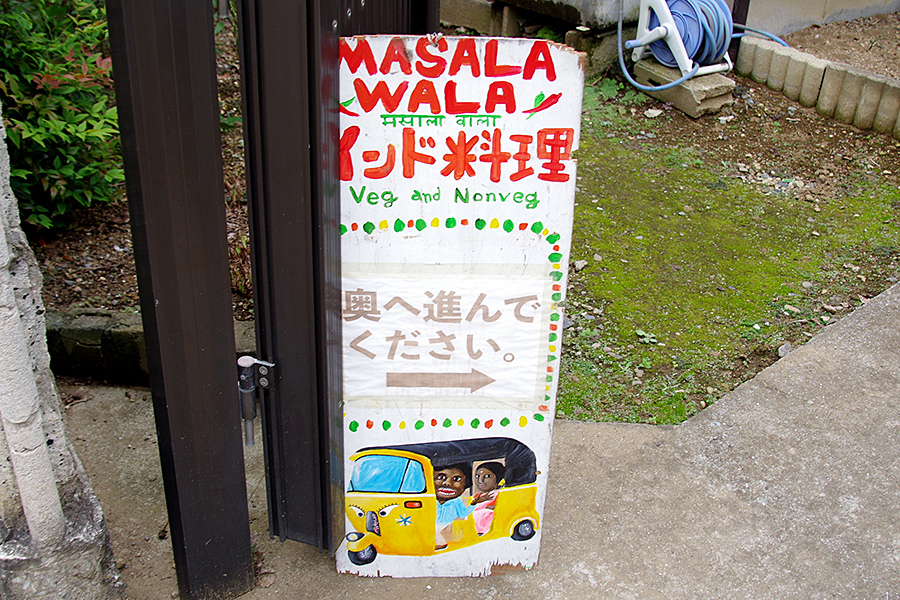 MASALA
WALA
मसाला वाला
インド料理
Veg and Nonveg
奥へ進んで
ください。